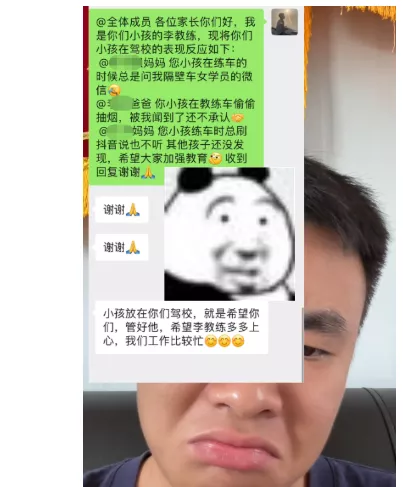 @全体成员 各位家长你们好，我
是你们小孩的李教练，现将你们
小孩在驾校的表现反应如下：
@ 妈妈 您小孩在练车的
时候总是问我隔壁车女学员的微
信
@ 爸爸 你小孩在教练车偷偷
抽烟，被我闻到了还不承认
@ 妈妈 您小孩练车时总刷
抖音说也不听 其他孩子还没发
现，希望大家加强教育 收到
回复谢谢🙏
谢谢🙏
谢谢🙏
小孩放在你们驾校，就是希望你
们，管好他，希望李教练多多上
心，我们工作比较忙😊😊😊